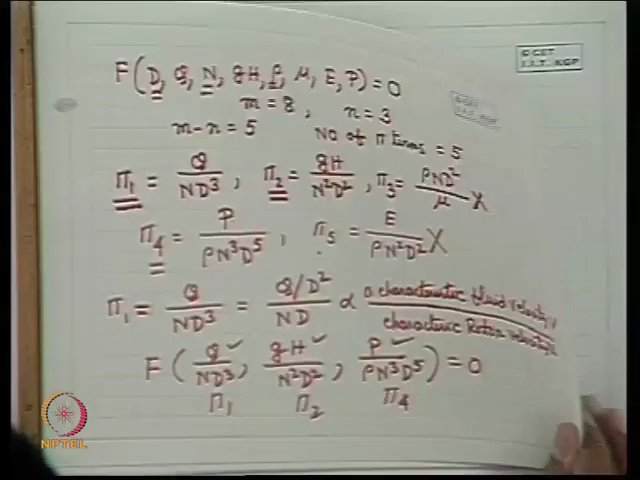 F(D, Q, N, gH, ρ, μ, E, P) = 0
m = 8, n = 3
m-n = 5 No of π terms = 5
π₁ = Q/ND³, π₂ = gH/N²D², π₃ = ρND²/μ X
π₄ = P/ρN³D⁵, π₅ = E/ρN²D² X
π₁ = Q/ND³ = Q/D²/ND α a characteristic fluid velocity/characteristic Rotor velocity
F(Q/ND³, gH/N²D², P/ρN³D⁵) = 0
π₁ π₂ π₄
© CET
I.I.T. KGP
NPTEL